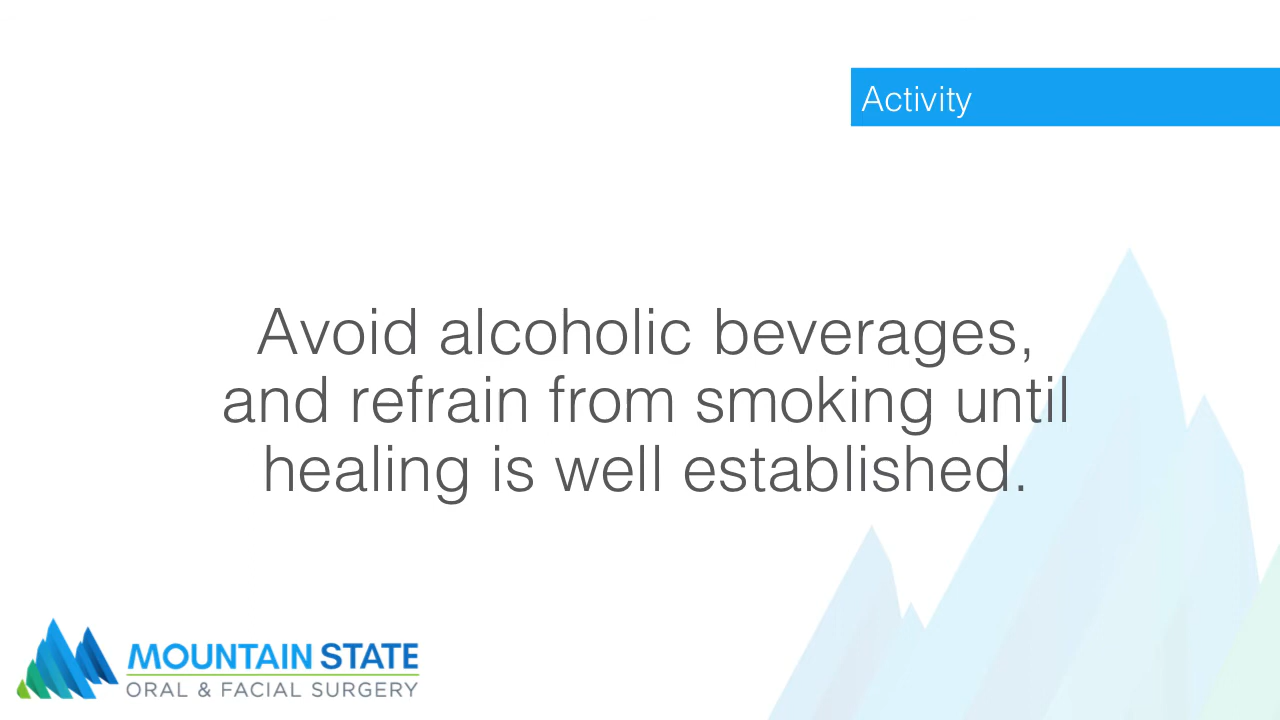 Activity
Avoid alcoholic beverages,
and refrain from smoking until
healing is well established.
MOUNTAIN STATE
ORAL & FACIAL SURGERY